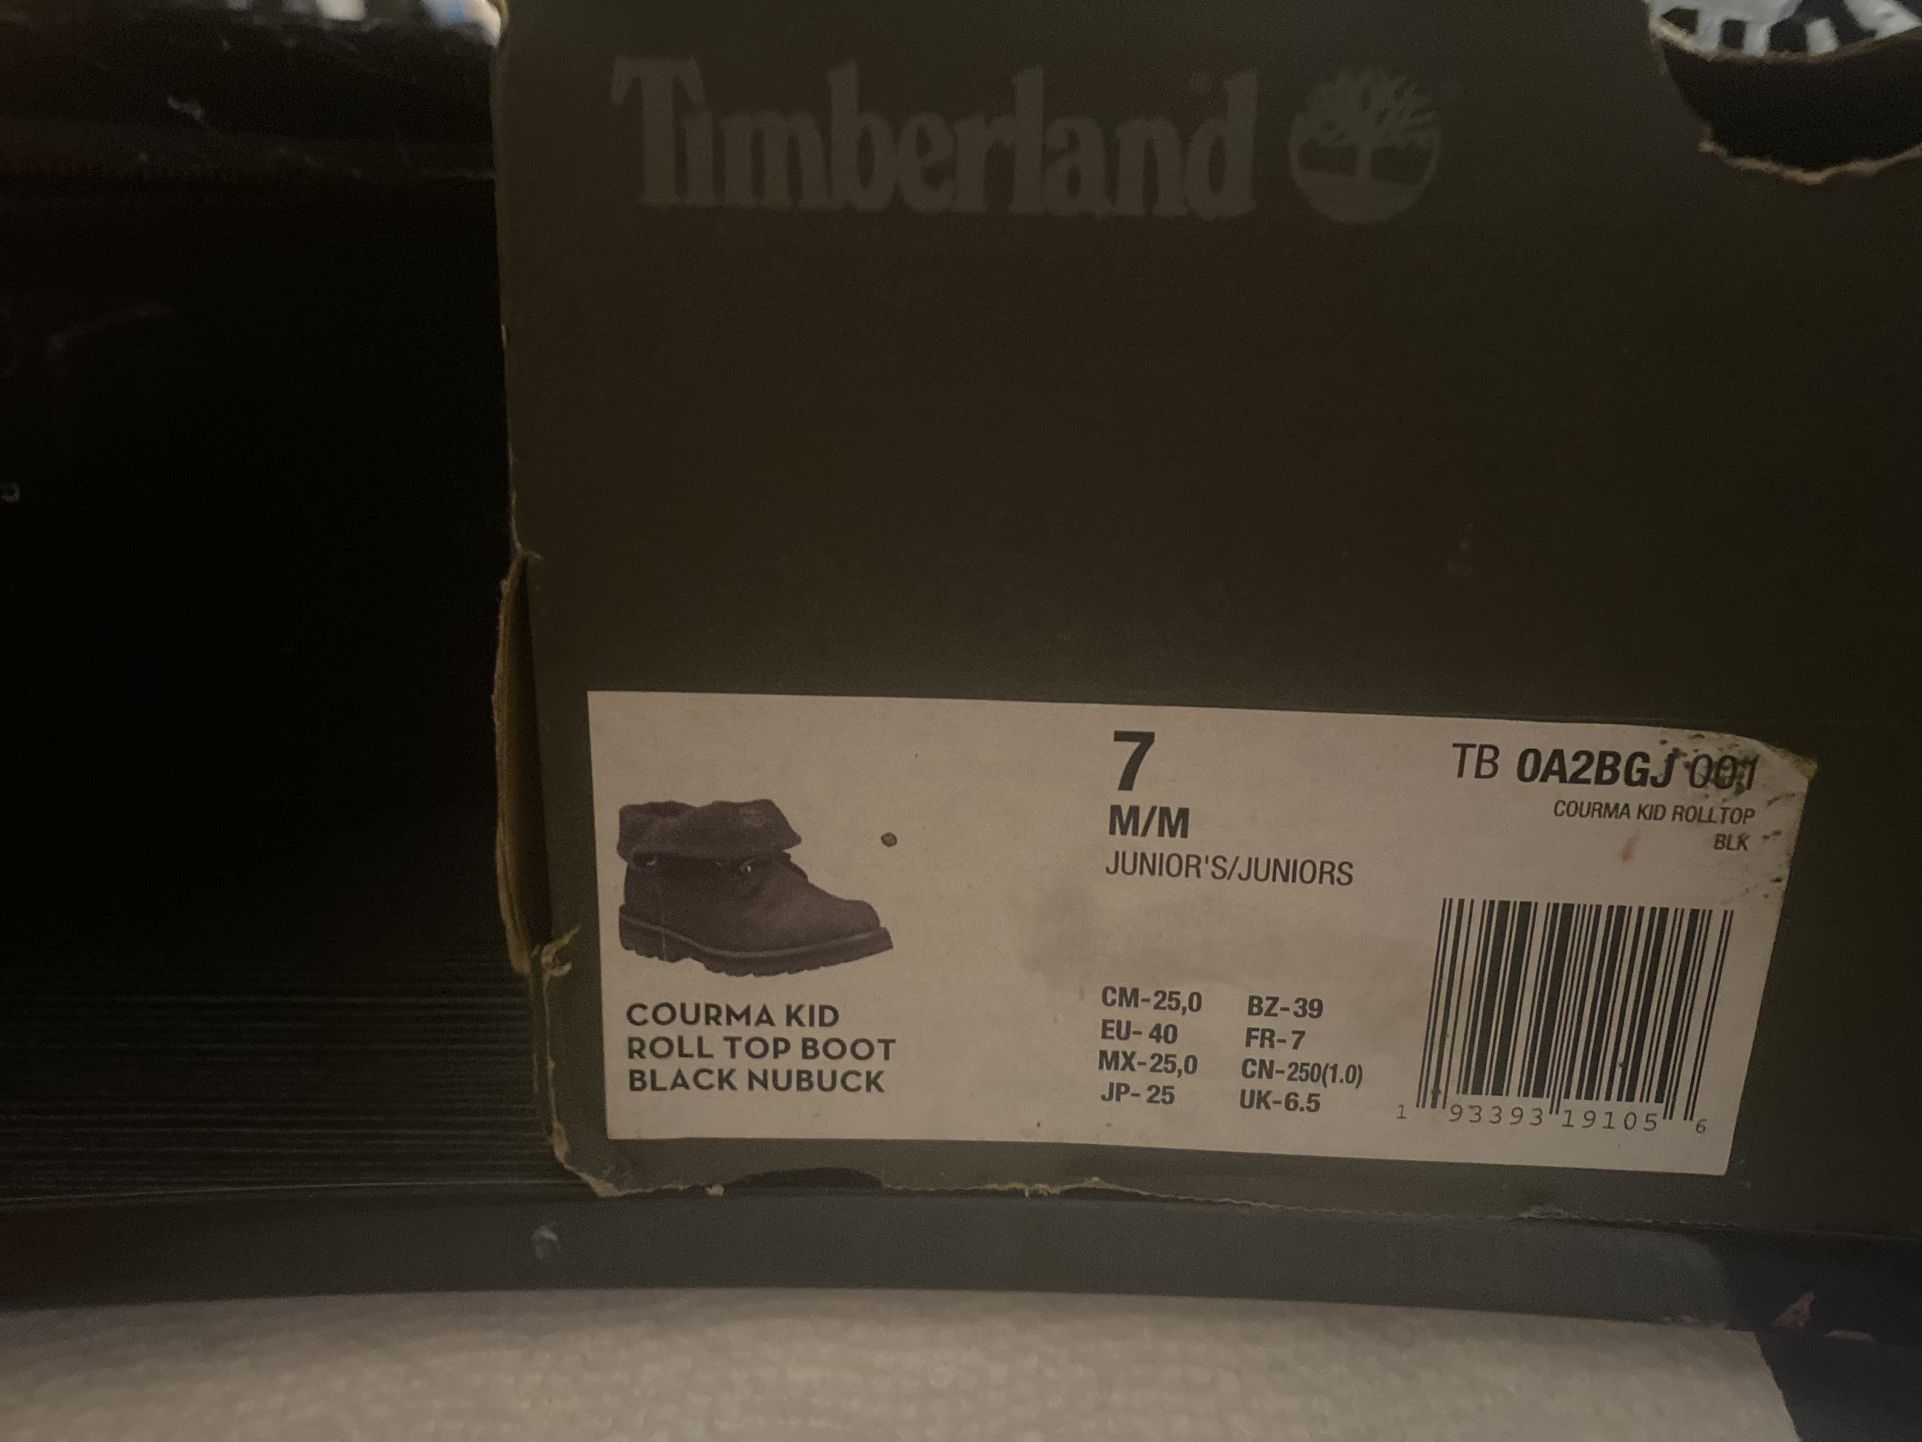 Timberland
7
M/M
JUNIOR'S/JUNIORS
TB 0A2BGJ 001
COURMA KID ROLLTOP
BLK
COURMA KID
ROLL TOP BOOT
BLACK NUBUCK
CM-25,0 BZ-39
EU- 40 FR-7
MX-25,0 CN-250(1.0)
JP- 25 UK-6.5
1 93393 19105 6